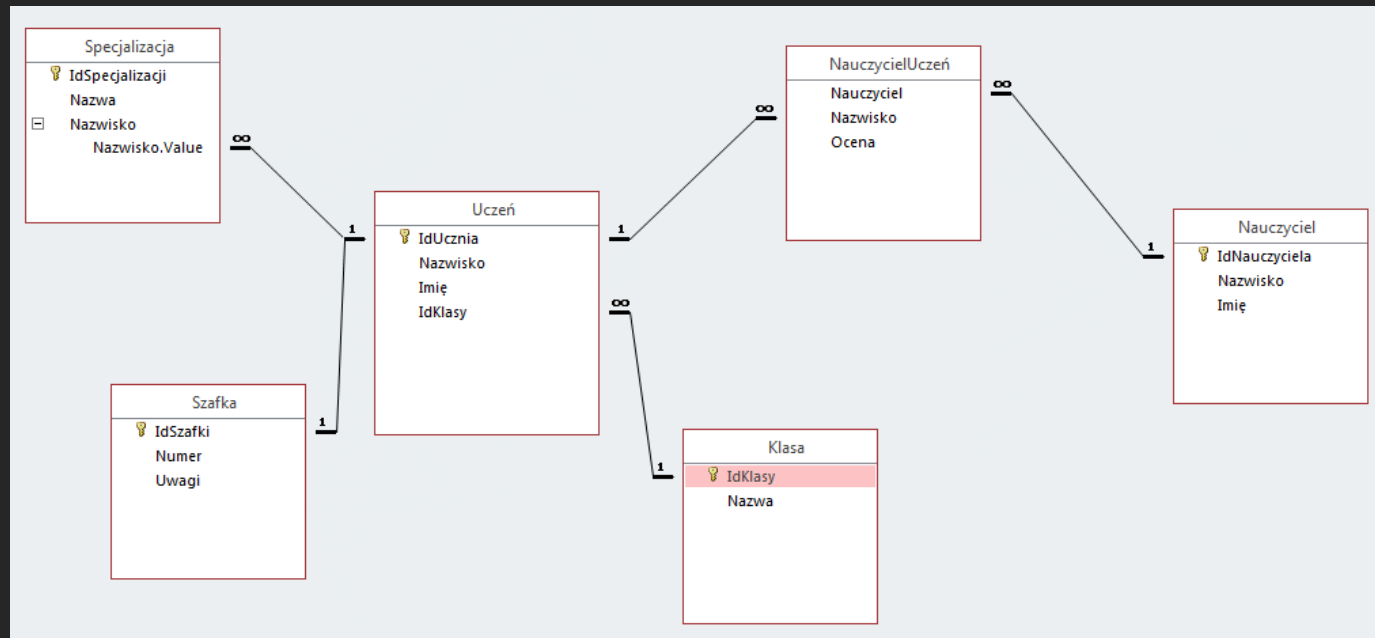 Specjalizacja
IdSpecjalizacji
Nazwa
Nazwisko
Nazwisko.Value
∞
1
Uczeń
IdUcznia
Nazwisko
Imię
IdKlasy
1
∞
∞
NauczycielUczeń
Nauczyciel
Nazwisko
Ocena
∞
1
Nauczyciel
IdNauczyciela
Nazwisko
Imię
Szafka
IdSzafki
Numer
Uwagi
1
1
Klasa
IdKlasy
Nazwa